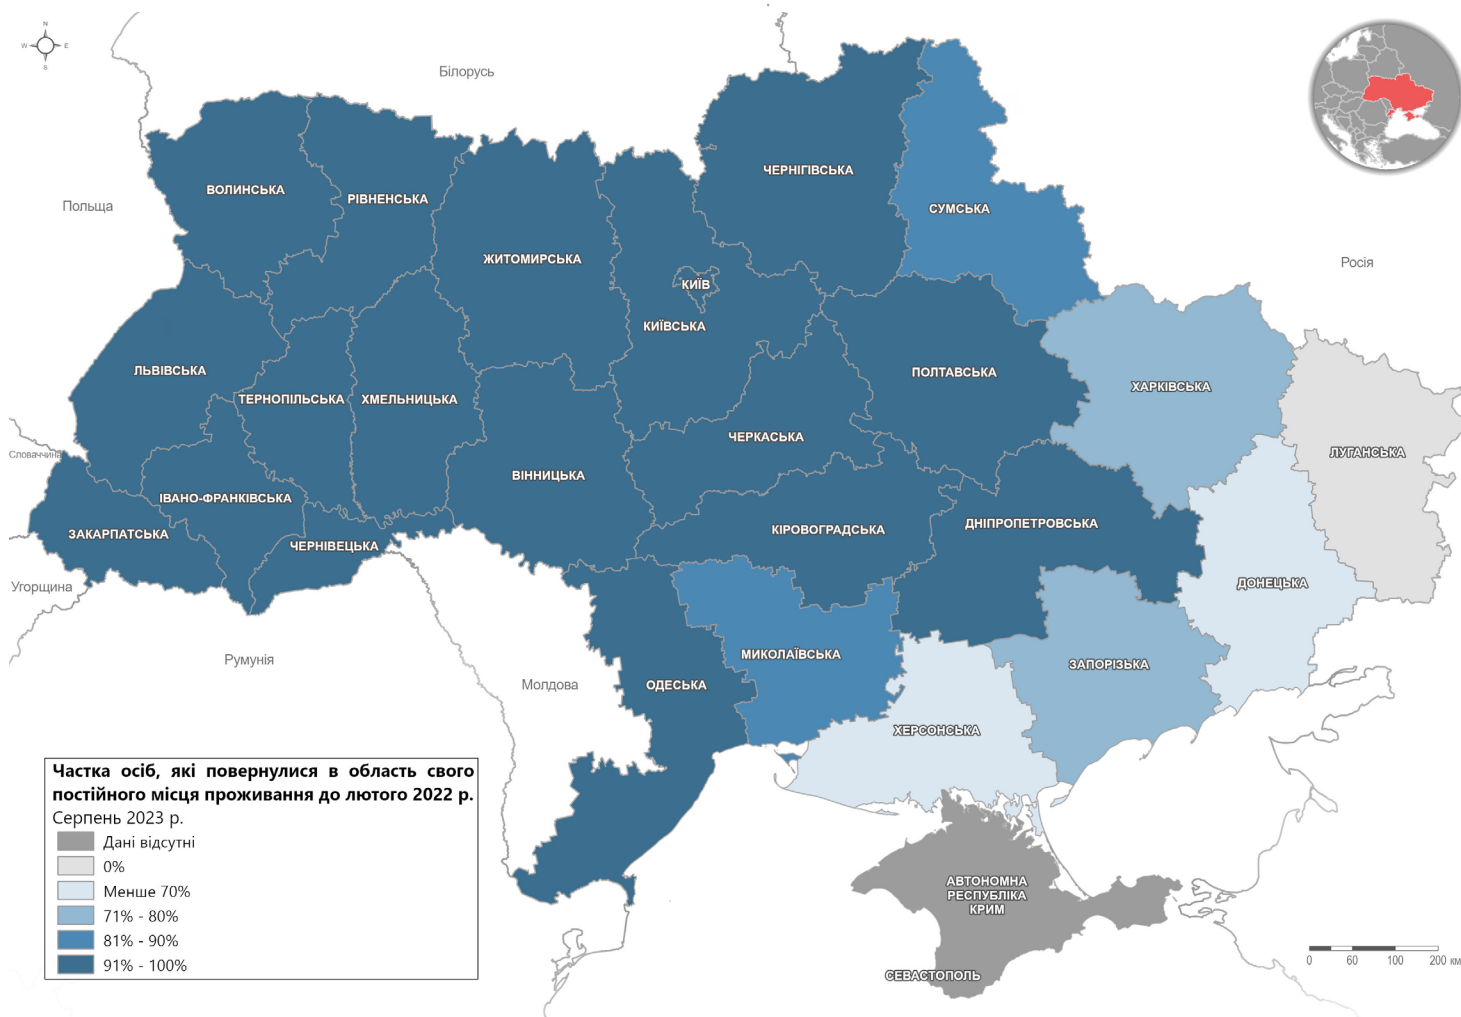 N
W
E
S
Білорусь
Польща
Росія
Словаччина
Угорщина
Румунія
Молдова
ВОЛИНСЬКА
РІВНЕНСЬКА
ЖИТОМИРСЬКА
ЧЕРНІГІВСЬКА
СУМСЬКА
КИЇВ
КИЇВСЬКА
ЛЬВІВСЬКА
ТЕРНОПІЛЬСЬКА
ХМЕЛЬНИЦЬКА
ПОЛТАВСЬКА
ХАРКІВСЬКА
ЧЕРКАСЬКА
ЛУГАНСЬКА
ВІННИЦЬКА
ІВАНО-ФРАНКІВСЬКА
ЗАКАРПАТСЬКА
ЧЕРНІВЕЦЬКА
КІРОВОГРАДСЬКА
ДНІПРОПЕТРОВСЬКА
ДОНЕЦЬКА
МИКОЛАЇВСЬКА
ЗАПОРІЗЬКА
ОДЕСЬКА
ХЕРСОНСЬКА
АВТОНОМНА
РЕСПУБЛІКА
КРИМ
СЕВАСТОПОЛЬ
Частка осіб, які повернулися в область свого
постійного місця проживання до лютого 2022 р.
Серпень 2023 р.
Дані відсутні
0%
Менше 70%
71% - 80%
81% - 90%
91% - 100%
0 60 100 200 км